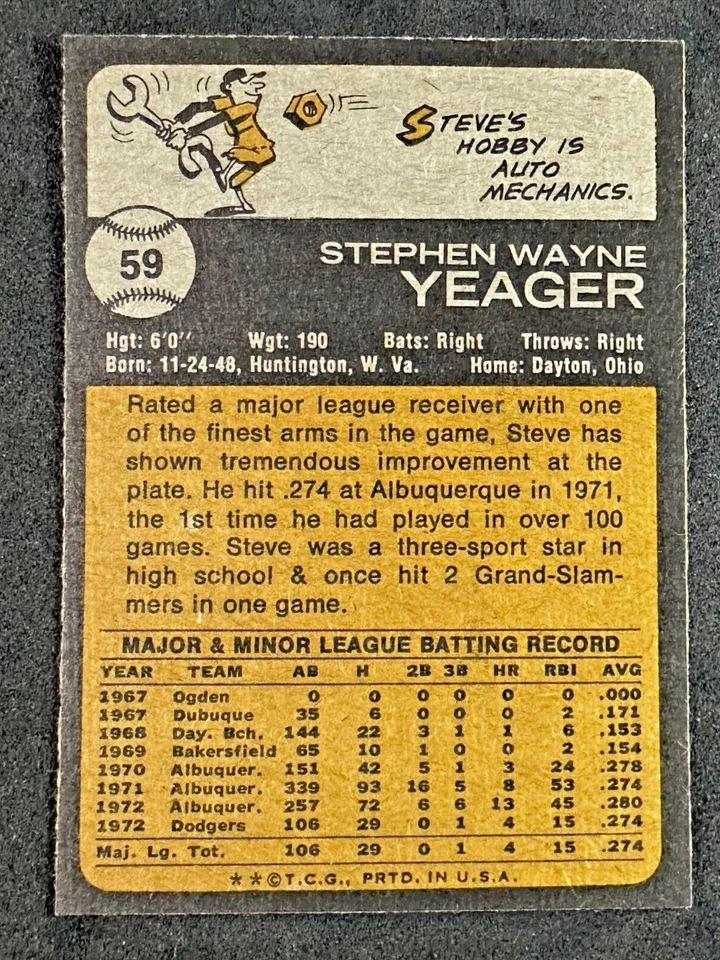 STEVE'S
HOBBY IS
AUTO
MECHANICS.
59
STEPHEN WAYNE
YEAGER
Hgt: 6'0" Wgt: 190 Bats: Right Throws: Right
Born: 11-24-48, Huntington, W. Va. Home: Dayton, Ohio
Rated a major league receiver with one
of the finest arms in the game, Steve has
shown tremendous improvement at the
plate. He hit .274 at Albuquerque in 1971,
the 1st time he had played in over 100
games. Steve was a three-sport star in
high school & once hit 2 Grand-Slam-
mers in one game.
MAJOR & MINOR LEAGUE BATTING RECORD
YEAR TEAM AB H 2B 3B HR RBI AVG
1967 Ogden 0 0 0 0 0 0 .000
1967 Dubuque 35 6 0 0 0 2 .171
1968 Day. Bch. 144 22 3 1 1 6 .153
1969 Bakersfield 65 10 1 0 0 2 .154
1970 Albuquer. 151 42 5 1 3 24 .278
1971 Albuquer. 339 93 16 5 8 53 .274
1972 Albuquer. 257 72 6 6 13 45 .280
1972 Dodgers 106 29 0 1 4 15 .274
Maj. Lg. Tot. 106 29 0 1 4 15 .274
**©T.C.G., PRTD. IN U.S.A.